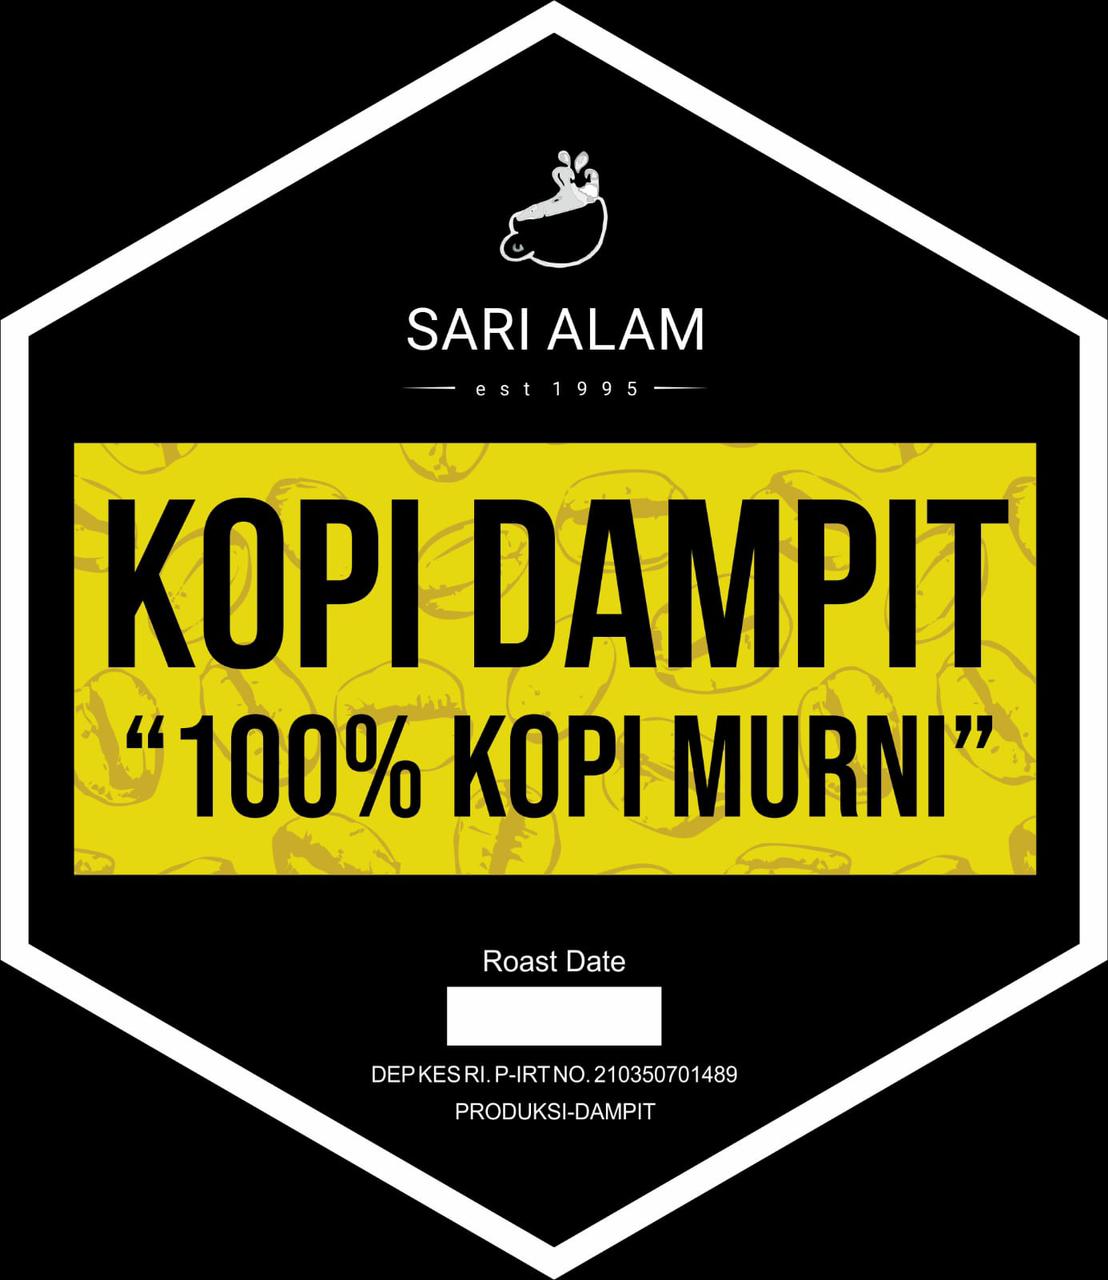 SARI ALAM
est 1995
KOPI DAMPIT
“100% KOPI MURNI”
Roast Date
DEPKES RI. P-IRT NO. 210350701489
PRODUKSI-DAMPIT